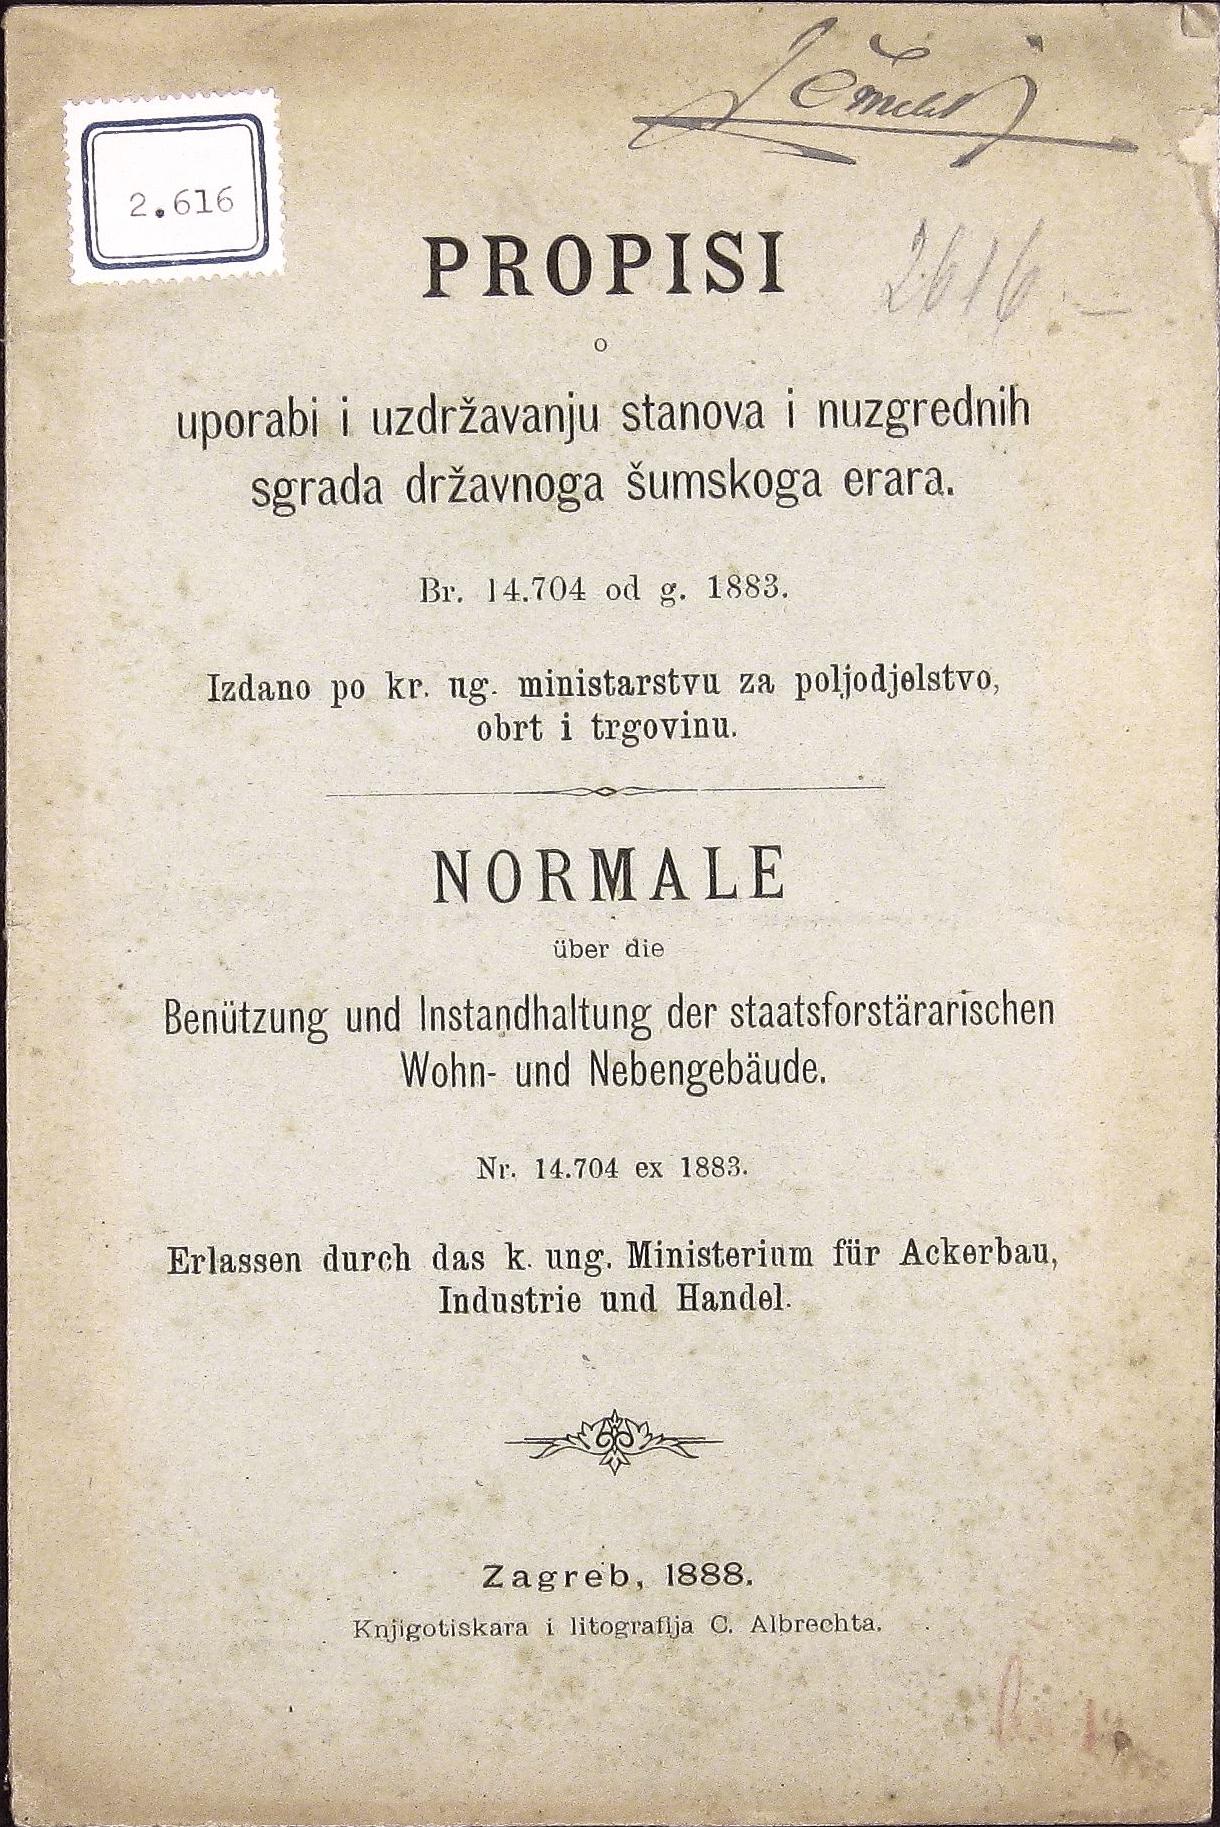 2.616
PROPISI
2616
o
uporabi i uzdržavanju stanova i nuzgrednih
sgrada državnoga šumskoga erara.
Br. 14.704 od g. 1883.
Izdano po kr. ug. ministarstvu za poljodjelstvo,
obrt i trgovinu.
NORMALE
über die
Benützung und Instandhaltung der staatsforstärarischen
Wohn- und Nebengebäude.
Nr. 14.704 ex 1883.
Erlassen durch das k. ung. Ministerium für Ackerbau,
Industrie und Handel.
Zagreb, 1888.
Knjigotiskara i litografija C. Albrechta.